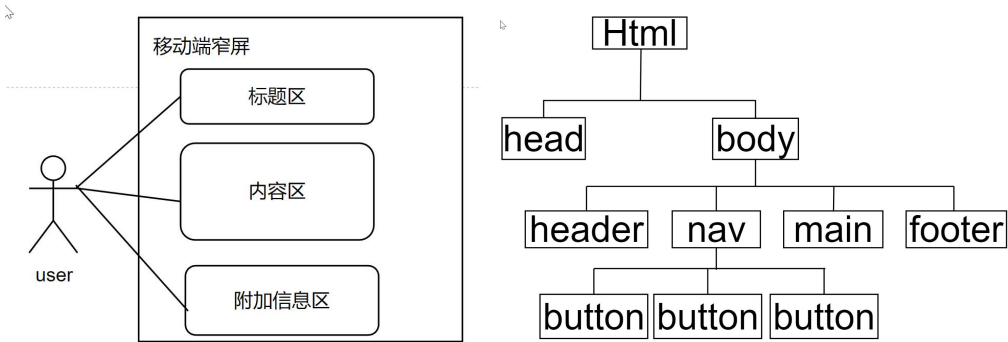 移动端窄屏
标题区
内容区
附加信息区
user
Html
head
body
header
nav
main
footer
button
button
button